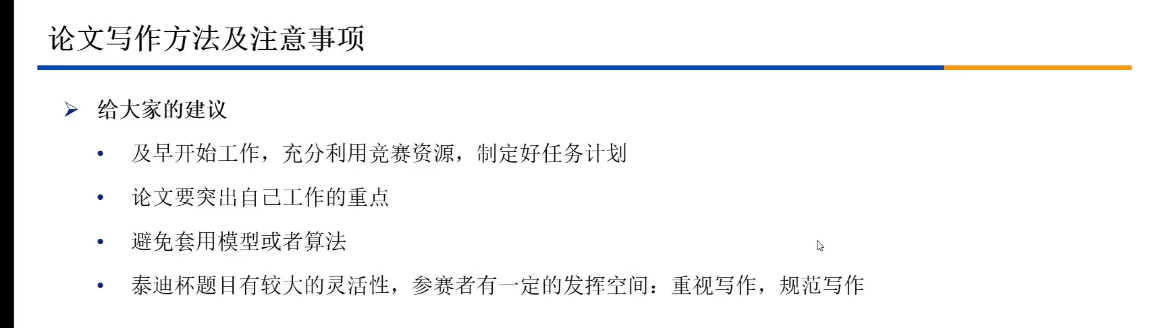 论文写作方法及注意事项
给大家的建议
及早开始工作，充分利用竞赛资源，制定好任务计划
论文要突出自己工作的重点
避免套用模型或者算法
泰迪杯题目有较大的灵活性，参赛者有一定的发挥空间：重视写作，规范写作